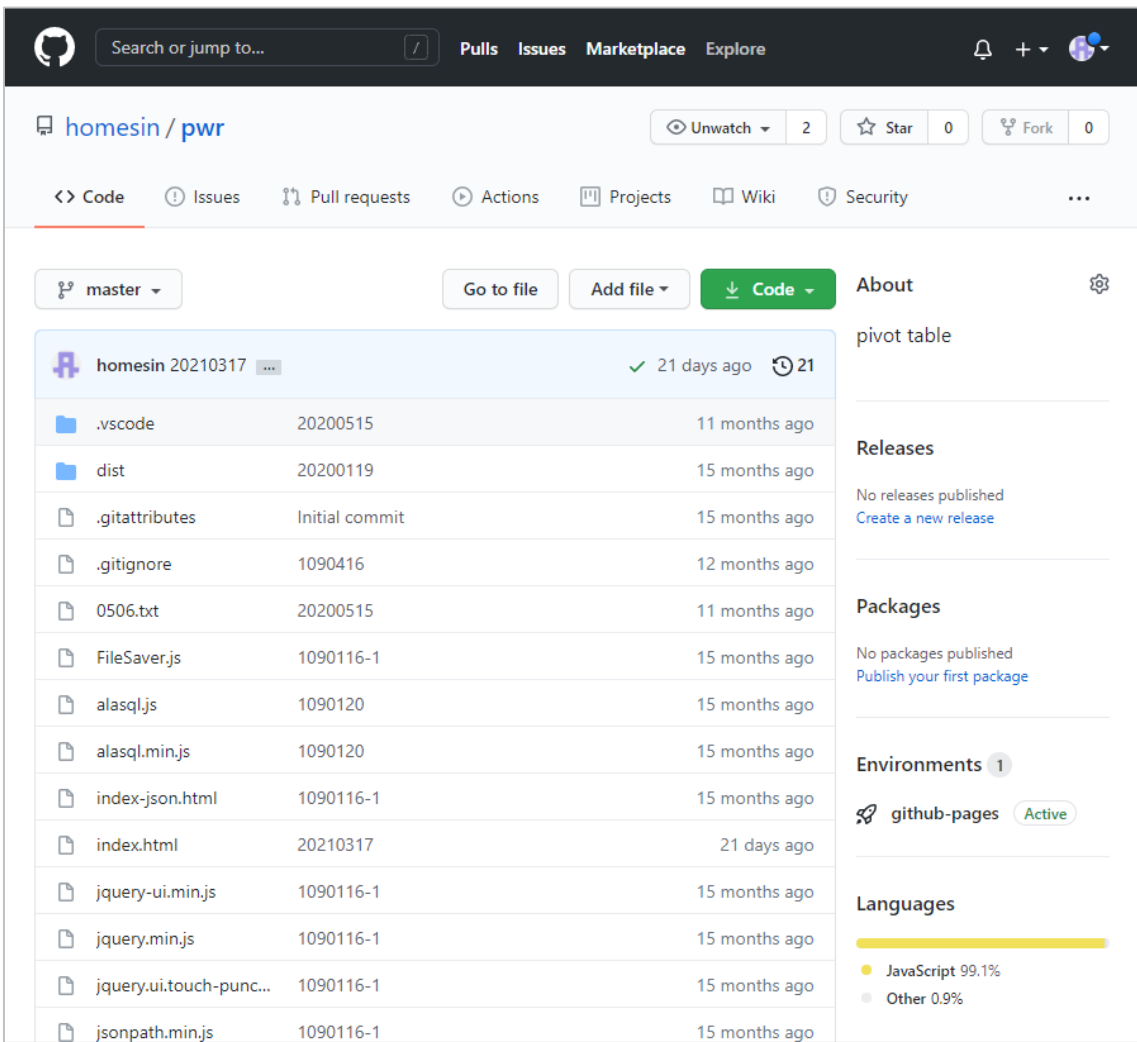 Search or jump to... / Pulls Issues Marketplace Explore
homesin / pwr Unwatch 2 Star 0 Fork 0
<> Code Issues Pull requests Actions Projects Wiki Security ...
master Go to file Add file Code
homesin 20210317 ... 21 days ago 21
.vscode 20200515 11 months ago
dist 20200119 15 months ago
.gitattributes Initial commit 15 months ago
.gitignore 1090416 12 months ago
0506.txt 20200515 11 months ago
FileSaver.js 1090116-1 15 months ago
alasql.js 1090120 15 months ago
alasql.min.js 1090120 15 months ago
index-json.html 1090116-1 15 months ago
index.html 20210317 21 days ago
jquery-ui.min.js 1090116-1 15 months ago
jquery.min.js 1090116-1 15 months ago
jquery.ui.touch-punc... 1090116-1 15 months ago
jsonpath.min.js 1090116-1 15 months ago
About
pivot table
Releases
No releases published
Create a new release
Packages
No packages published
Publish your first package
Environments 1
github-pages Active
Languages
JavaScript 99.1%
Other 0.9%